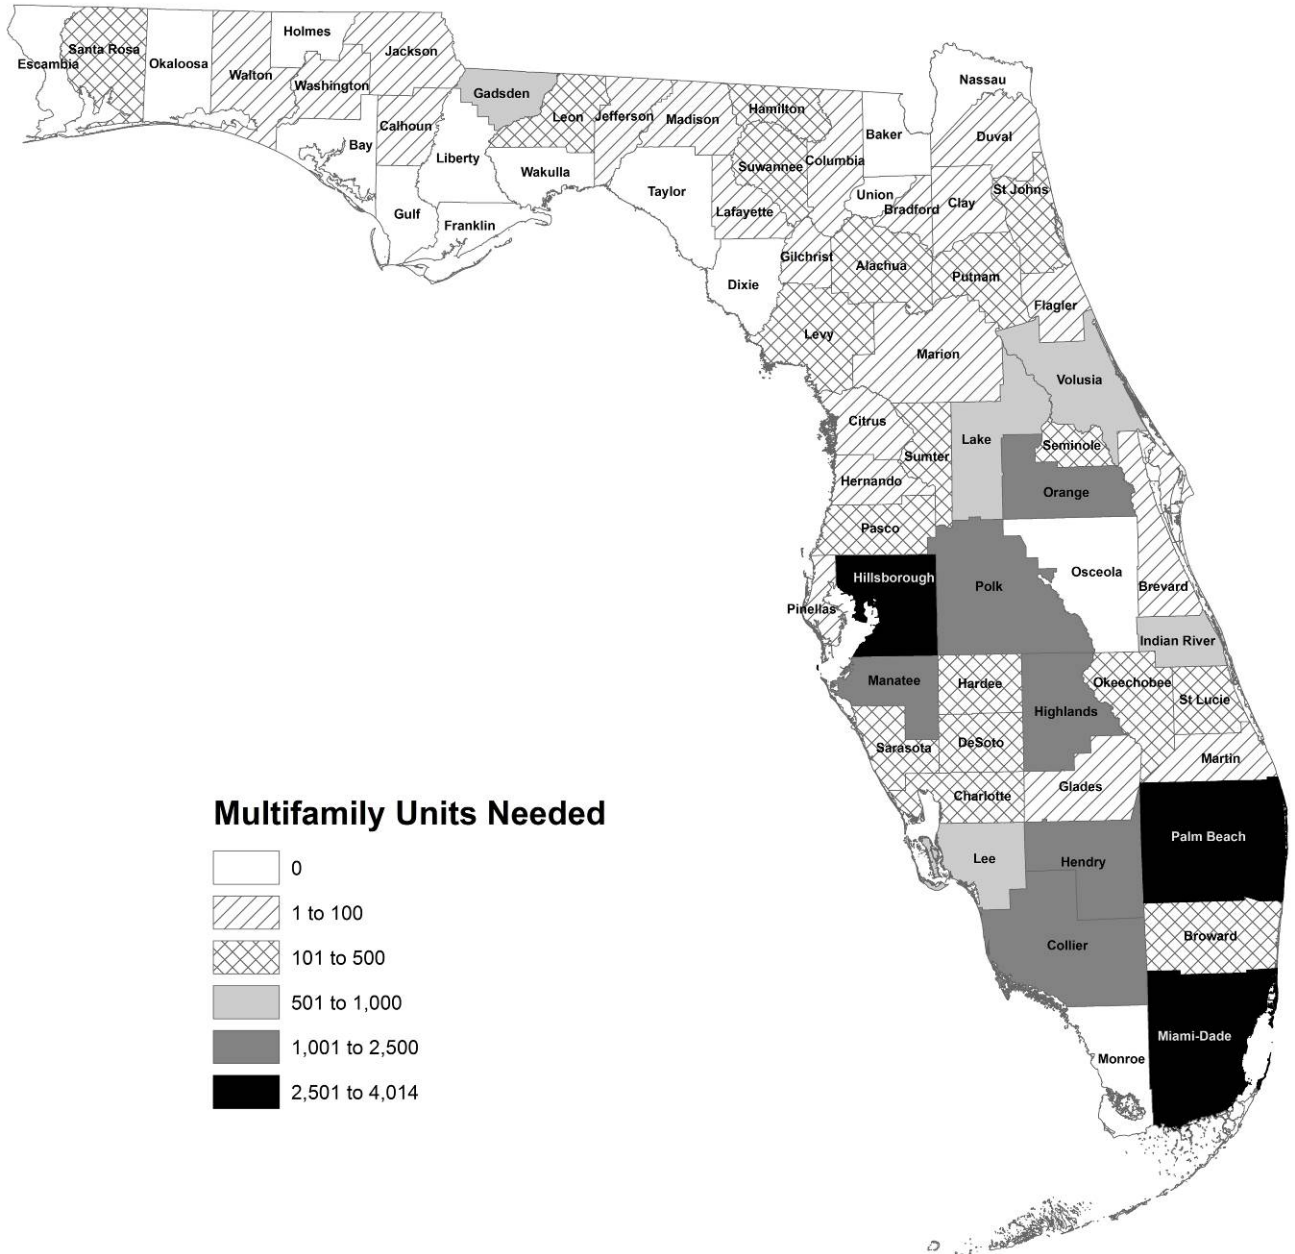 Holmes
Jackson
Santa Rosa
Escambia
Okaloosa
Walton
Washington
Nassau
Gadsden
Hamilton
Leon
Jefferson
Madison
Calhoun
Baker
Duval
Bay
Liberty
Suwannee
Columbia
Wakulla
Taylor
Union
St Johns
Clay
Bradford
Lafayette
Gulf
Franklin
Gilchrist
Alachua
Putnam
Dixie
Flagler
Levy
Marion
Volusia
Citrus
Lake
Seminole
Sumter
Hernando
Orange
Pasco
Hillsborough
Osceola
Polk
Brevard
Pinellas
Indian River
Manatee
Hardee
Okeechobee
St Lucie
Highlands
Sarasota
DeSoto
Martin
Glades
Charlotte
Multifamily Units Needed
Palm Beach
Lee
Hendry
0
1 to 100
Broward
Collier
101 to 500
501 to 1,000
Miami-Dade
1,001 to 2,500
Monroe
2,501 to 4,014